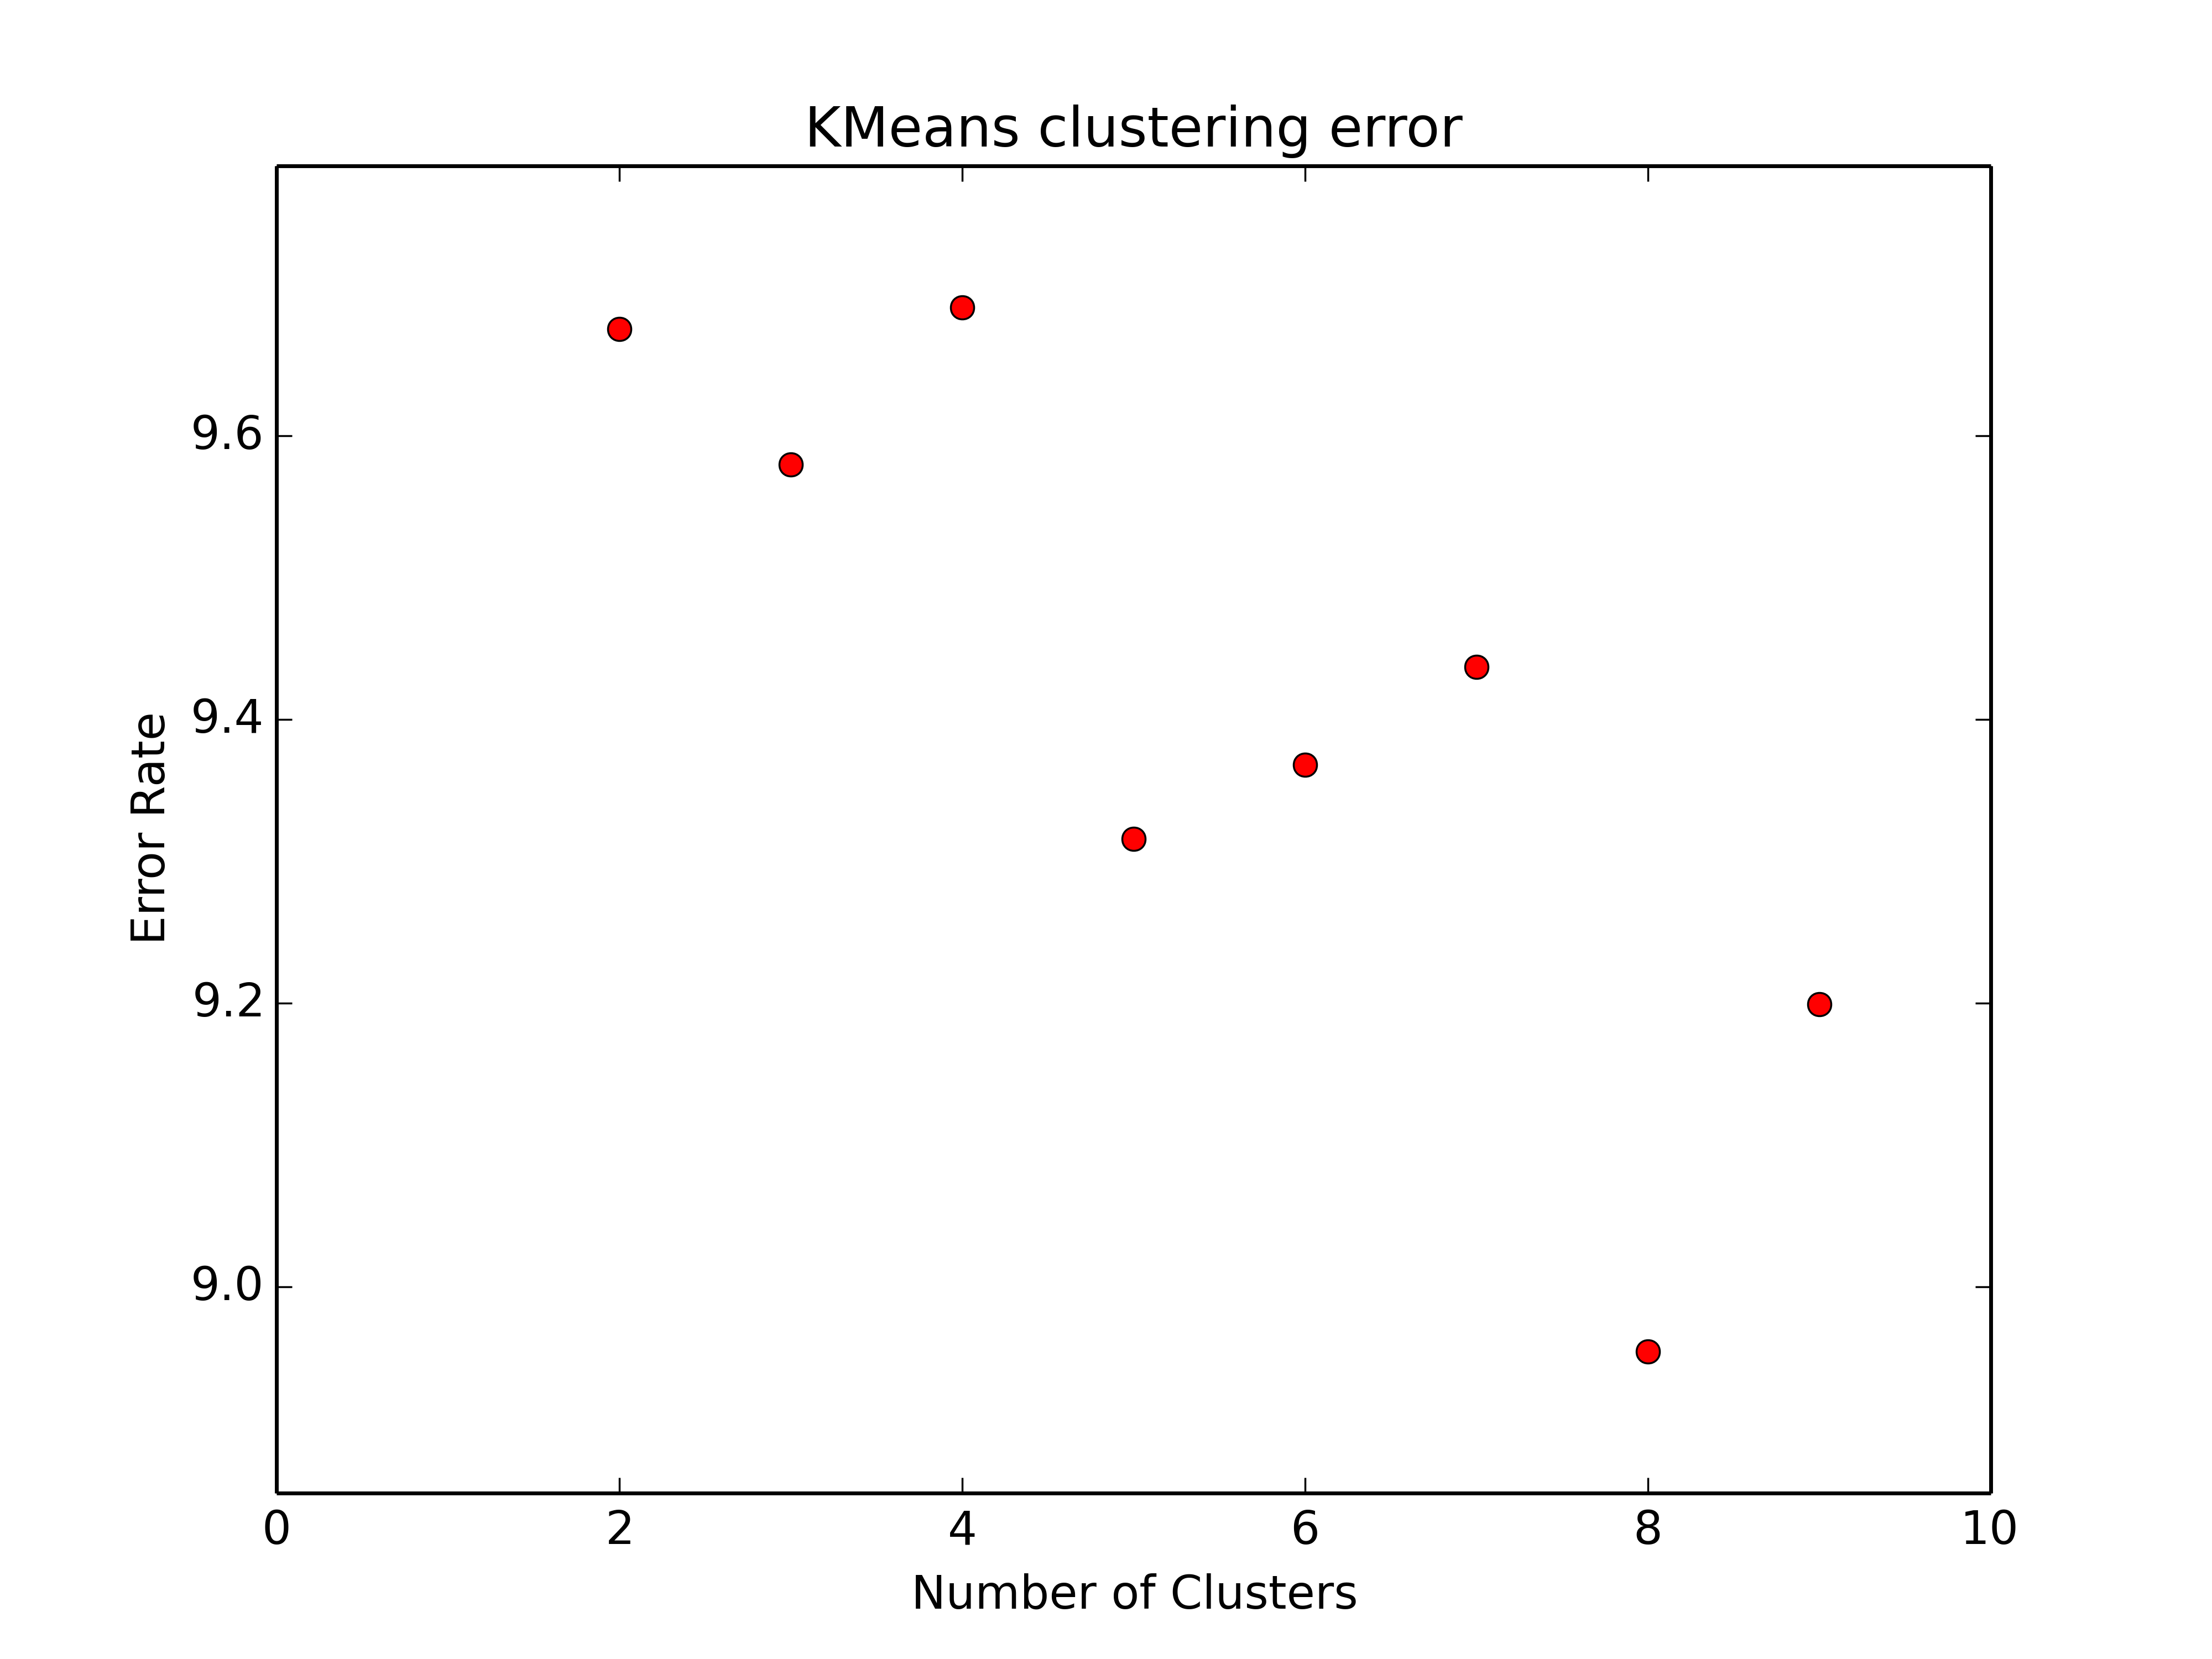 KMeans clustering error
9.6
9.4
9.2
9.0
Error Rate
0 2 4 6 8 10
Number of Clusters